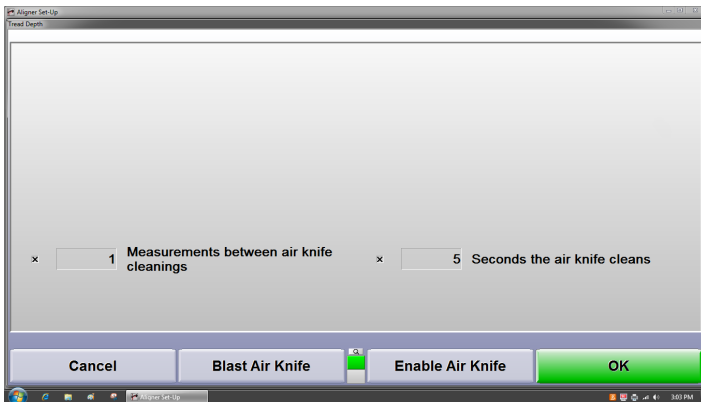 Aligner Set-Up
Tread Depth
× 1 Measurements between air knife
cleanings
× 5 Seconds the air knife cleans
Cancel
Blast Air Knife
Enable Air Knife
OK
Aligner Set-Up
3:03 PM